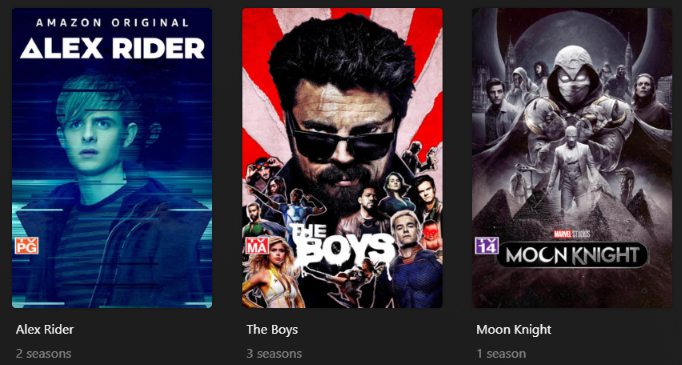 AMAZON ORIGINAL
ALEX RIDER
TV
PG
Alex Rider
2 seasons
THE
BOYS
TV
MA
The Boys
3 seasons
MARVEL STUDIOS
MOON KNIGHT
TV
14
Moon Knight
1 season